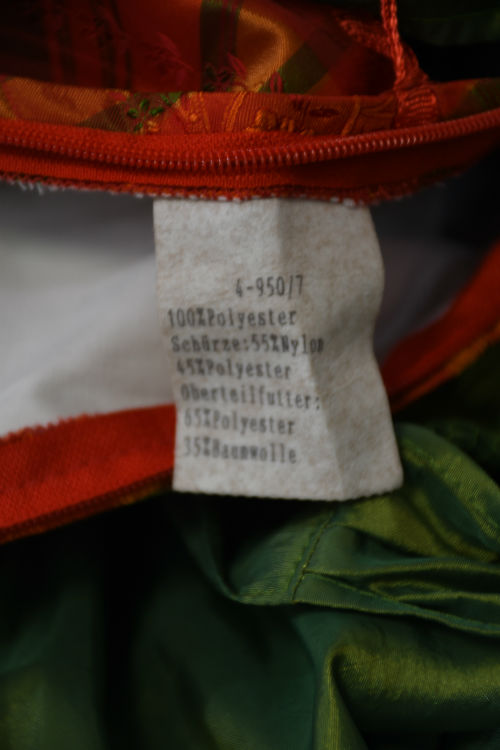 4-950/7
100%Polyester
Schürze:55%Nylon
45%Polyester
Oberteilfutter:
65%Polyester
35%Baumwolle